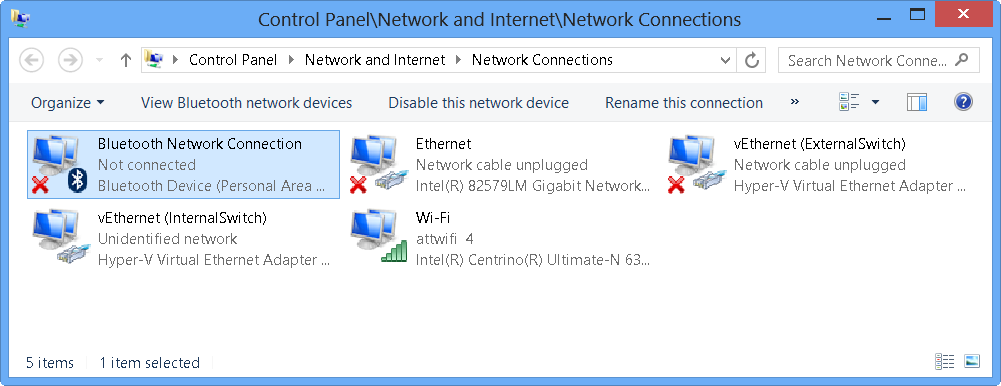 Control Panel\Network and Internet\Network Connections
Control Panel Network and Internet Network Connections
Search Network Conne...
Organize View Bluetooth network devices Disable this network device Rename this connection »
Bluetooth Network Connection
Not connected
Bluetooth Device (Personal Area ...
Ethernet
Network cable unplugged
Intel(R) 82579LM Gigabit Network...
vEthernet (ExternalSwitch)
Network cable unplugged
Hyper-V Virtual Ethernet Adapter ...
vEthernet (InternalSwitch)
Unidentified network
Hyper-V Virtual Ethernet Adapter ...
Wi-Fi
attwifi 4
Intel(R) Centrino(R) Ultimate-N 63...
5 items 1 item selected